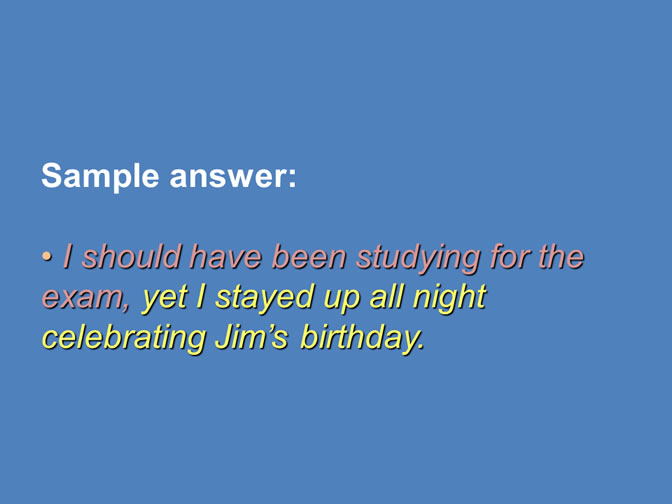 Sample answer:
• I should have been studying for the
exam, yet I stayed up all night
celebrating Jim’s birthday.